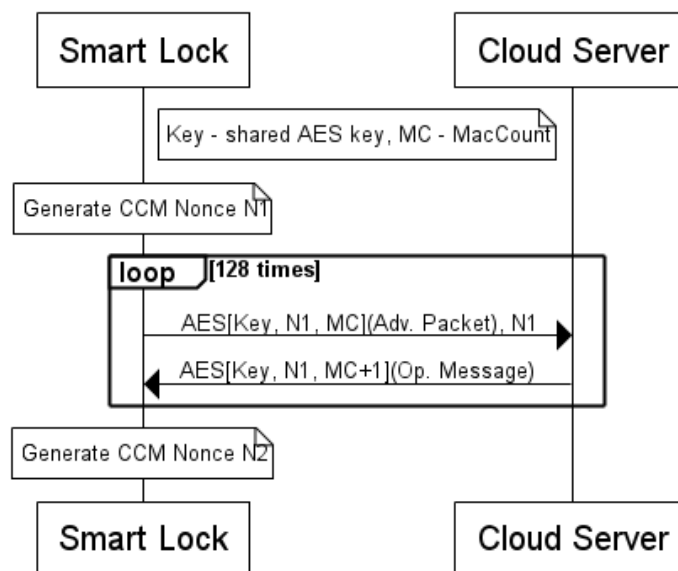 Smart Lock
Cloud Server
Key - shared AES key, MC - MacCount
Generate CCM Nonce N1
loop
[128 times]
AES[Key, N1, MC](Adv. Packet), N1
AES[Key, N1, MC+1](Op. Message)
Generate CCM Nonce N2
Smart Lock
Cloud Server